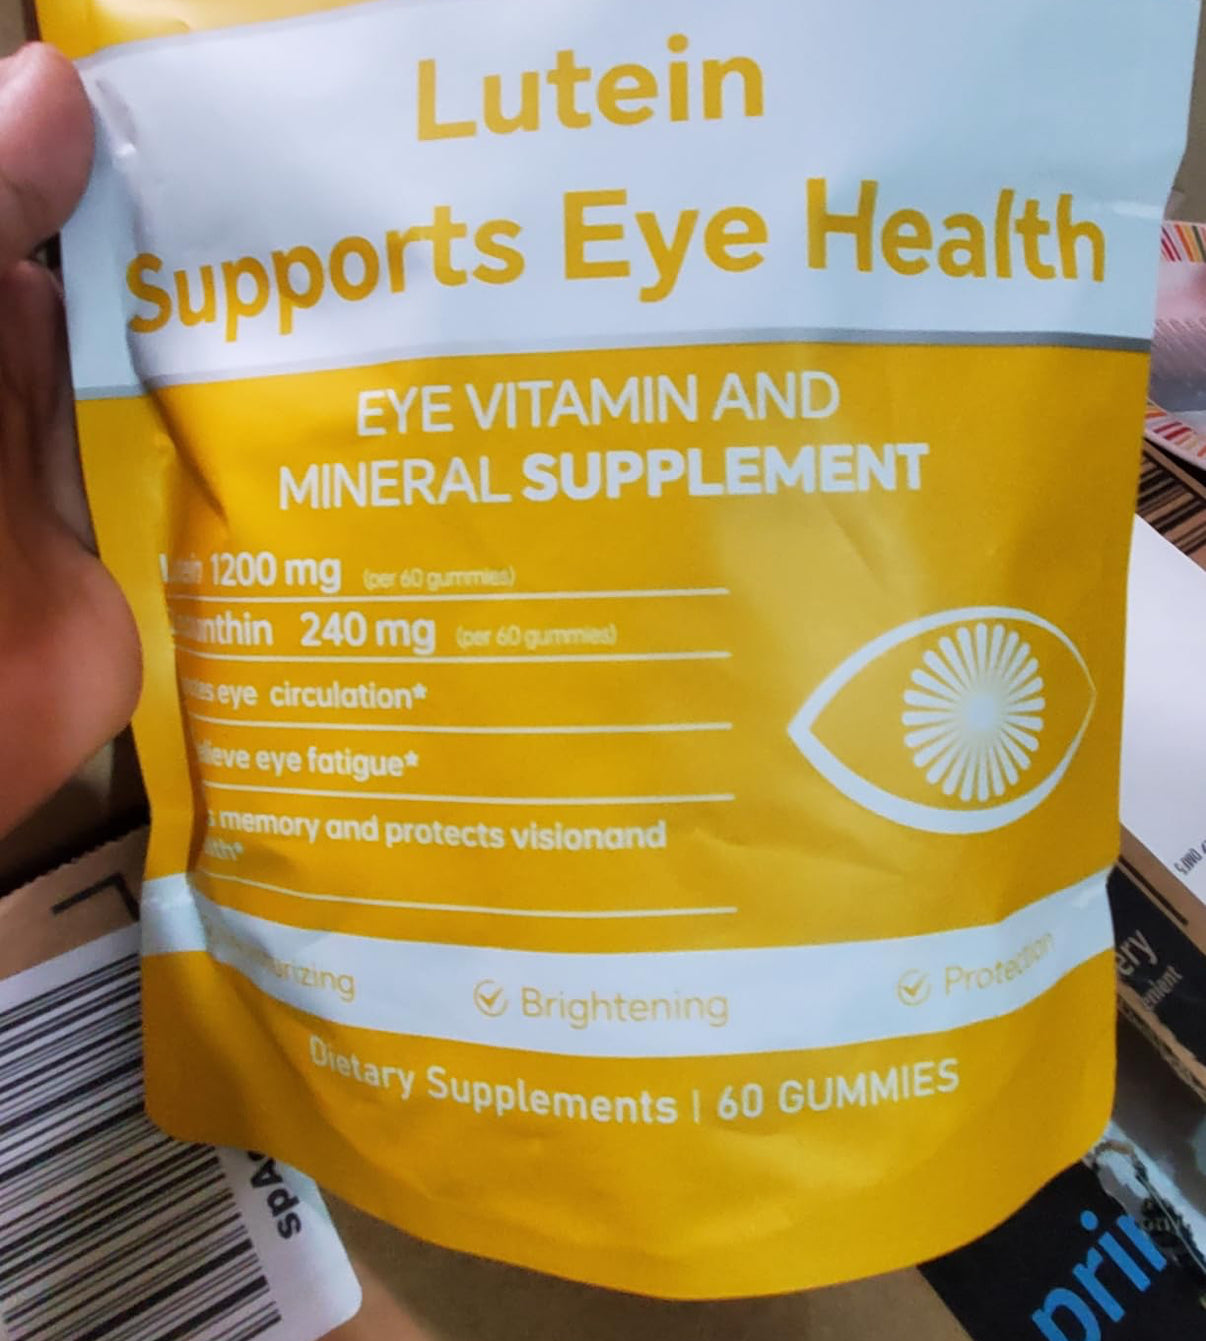 Lutein
Supports Eye Health
EYE VITAMIN AND
MINERAL SUPPLEMENT
1200 mg (per 60 gummies)
240 mg (per 60 gummies)
eye circulation*
eye fatigue*
memory and protects visionand
Brightening
Protection
Dietary Supplements | 60 GUMMIES